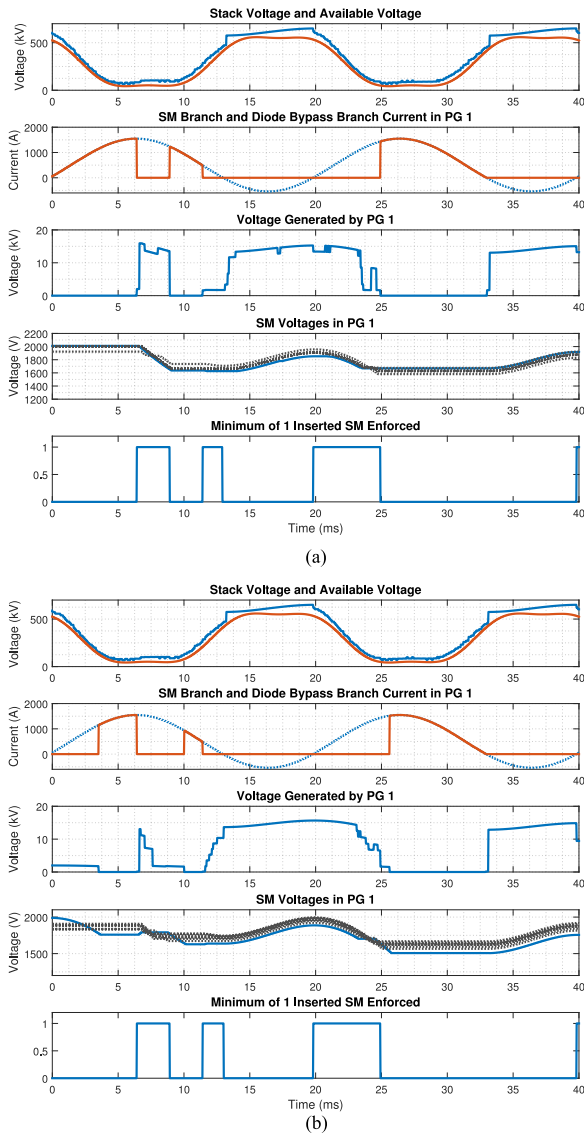 Stack Voltage and Available Voltage
Voltage (kV)
500
0
0 5 10 15 20 25 30 35 40
SM Branch and Diode Bypass Branch Current in PG 1
Current (A)
2000
1000
0
0 5 10 15 20 25 30 35 40
Voltage Generated by PG 1
Voltage (kV)
20
10
0
0 5 10 15 20 25 30 35 40
SM Voltages in PG 1
Voltage (V)
2200
2000
1800
1600
1400
1200
0 5 10 15 20 25 30 35 40
Minimum of 1 Inserted SM Enforced
1
0.5
0
0 5 10 15 20 25 30 35 40
Time (ms)
(a)
Stack Voltage and Available Voltage
Voltage (kV)
500
0
0 5 10 15 20 25 30 35 40
SM Branch and Diode Bypass Branch Current in PG 1
Current (A)
2000
1000
0
0 5 10 15 20 25 30 35 40
Voltage Generated by PG 1
Voltage (kV)
20
10
0
0 5 10 15 20 25 30 35 40
SM Voltages in PG 1
Voltage (V)
2000
1500
0 5 10 15 20 25 30 35 40
Minimum of 1 Inserted SM Enforced
1
0.5
0
0 5 10 15 20 25 30 35 40
Time (ms)
(b)